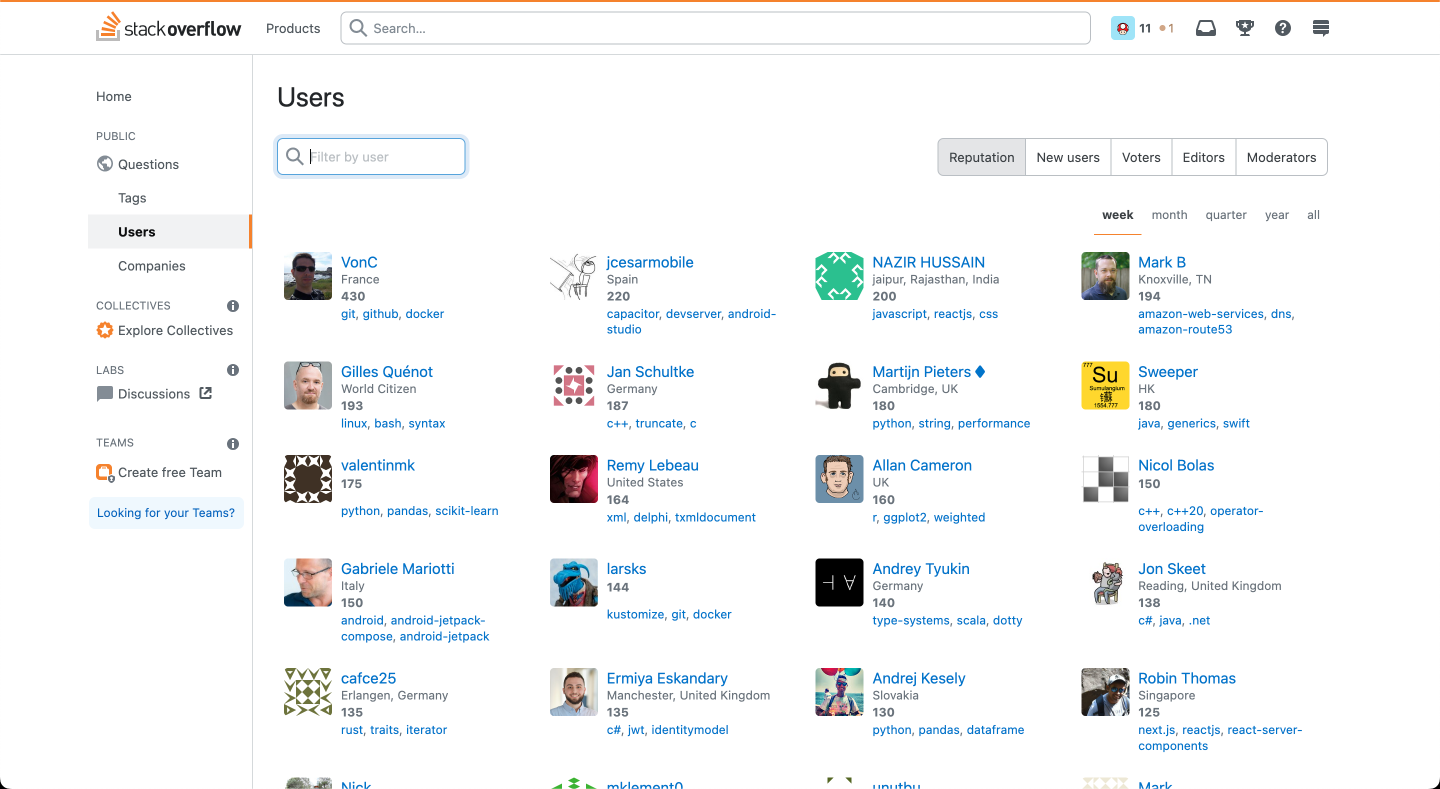 stackoverflow
Products
Search...
11
1
Home
PUBLIC
Questions
Tags
Users
Companies
COLLECTIVES
Explore Collectives
LABS
Discussions
TEAMS
Create free Team
Looking for your Teams?
Users
Filter by user
Reputation
New users
Voters
Editors
Moderators
week
month
quarter
year
all
VonC
France
430
git, github, docker
jcesarmobile
Spain
220
capacitor, devserver, android-
studio
NAZIR HUSSAIN
jaipur, Rajasthan, India
200
javascript, reactjs, css
Mark B
Knoxville, TN
194
amazon-web-services, dns,
amazon-route53
Gilles Quénot
World Citizen
193
linux, bash, syntax
Jan Schultke
Germany
187
c++, truncate, c
Martijn Pieters
Cambridge, UK
180
python, string, performance
777
Su
Sumulangium
1554.777
Sweeper
HK
180
java, generics, swift
valentinmk
175
python, pandas, scikit-learn
Remy Lebeau
United States
164
xml, delphi, txmldocument
Allan Cameron
UK
160
r, ggplot2, weighted
Nicol Bolas
150
c++, c++20, operator-
overloading
Gabriele Mariotti
Italy
150
android, android-jetpack-
compose, android-jetpack
larsks
144
kustomize, git, docker
Andrey Tyukin
Germany
140
type-systems, scala, dotty
Jon Skeet
Reading, United Kingdom
138
c#, java, .net
cafce25
Erlangen, Germany
135
rust, traits, iterator
Ermiya Eskandary
Manchester, United Kingdom
135
c#, jwt, identitymodel
Andrej Kesely
Slovakia
130
python, pandas, dataframe
Robin Thomas
Singapore
125
next.js, reactjs, react-server-
components
Nick
mklement0
unutbu
Mark